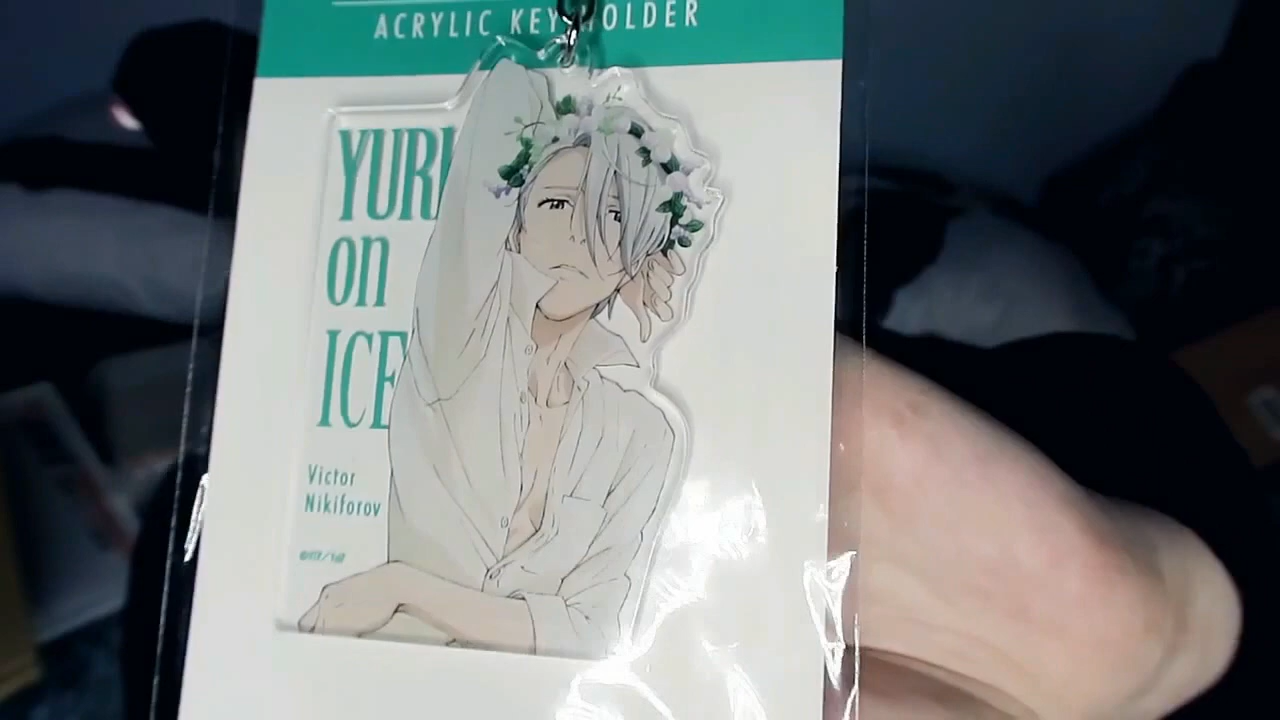 ACRYLIC KEYHOLDER
YURI
on
ICE
Victor
Nikiforov